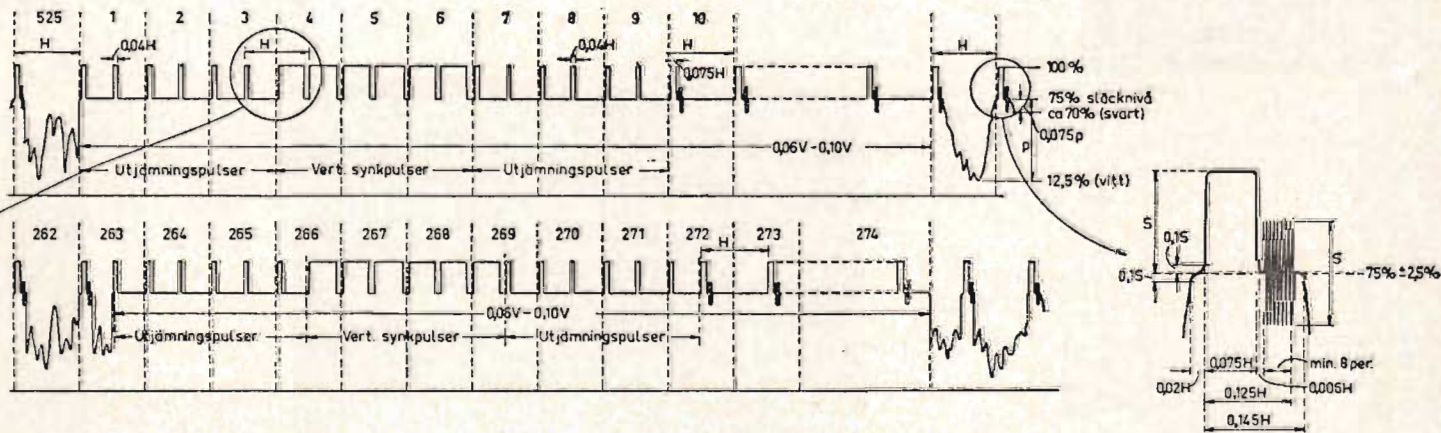 525 1 2 3 4 5 6 7 8 9 10
H 0,04H H 0,04H H H
0,075H
100%
75% släcknivå
ca 70% (svart)
0,075p
p
0,06V-0,10V
Utjämningspulser Vert. synkpulser Utjämningspulser
12,5% (vitt)
262 263 264 265 266 267 268 269 270 271 272 273 274
H
0,06V-0,10V
Utjämningspulser Vert. synkpulser Utjämningspulser
S
0,1S
0,1S
S
75% ±2,5%
0,075H min. 8 per.
0,02H 0,005H
0,125H
0,145H